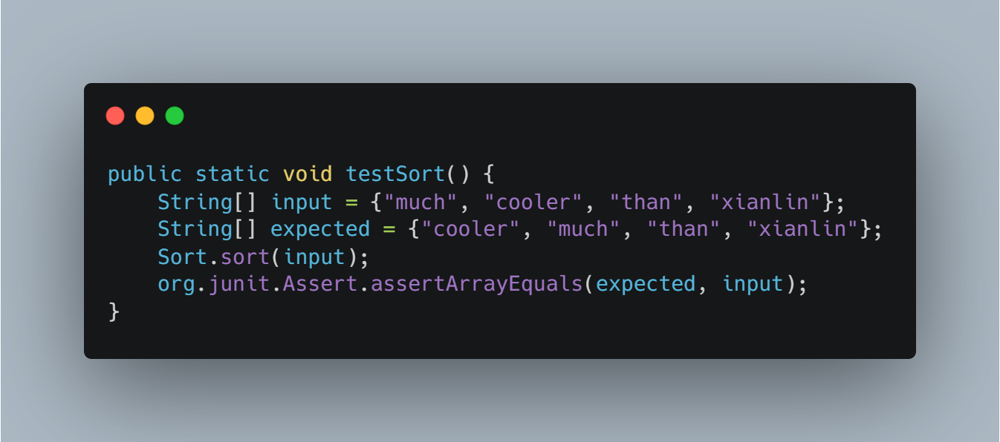 public static void testSort() {
    String[] input = {"much", "cooler", "than", "xianlin"};
    String[] expected = {"cooler", "much", "than", "xianlin"};
    Sort.sort(input);
    org.junit.Assert.assertArrayEquals(expected, input);
}